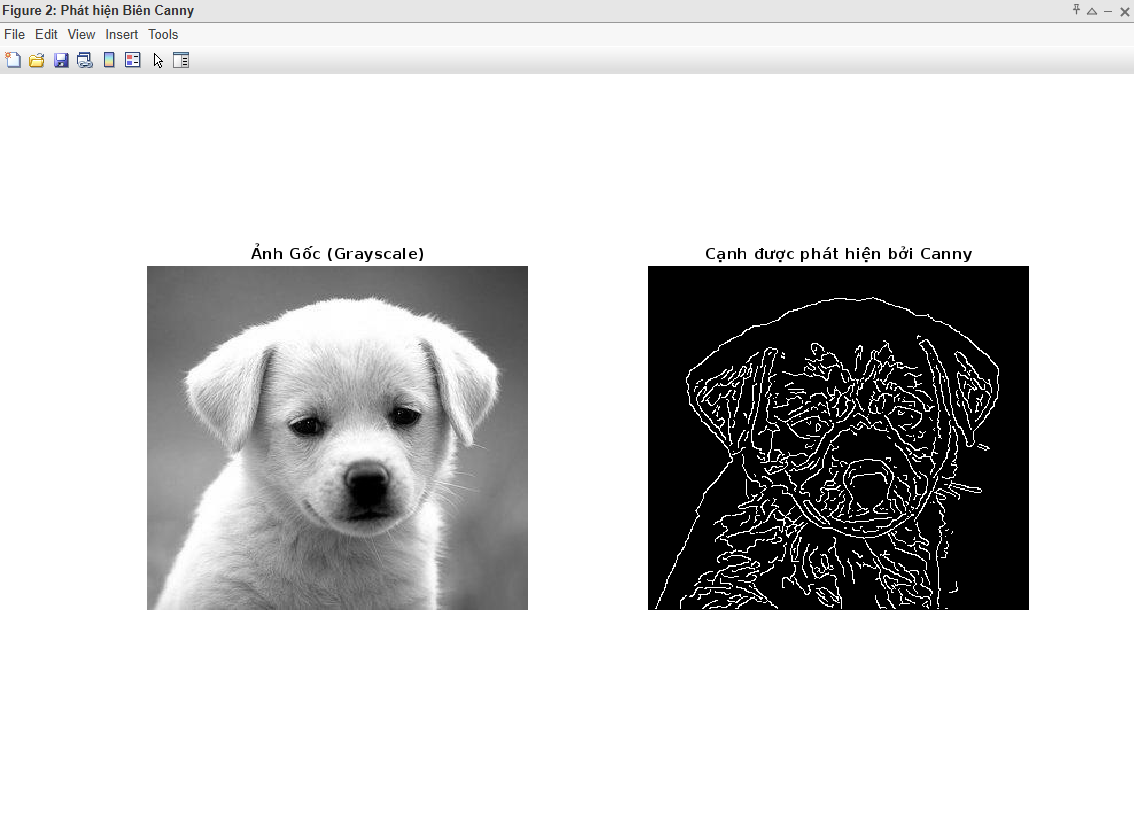 Figure 2: Phát hiện Biên Canny
File Edit View Insert Tools
Ảnh Gốc (Grayscale)
Cạnh được phát hiện bởi Canny